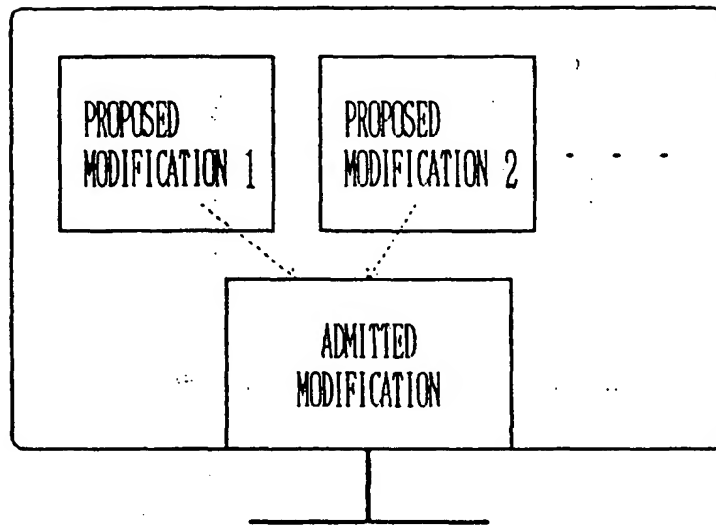 PROPOSED
MODIFICATION 1
PROPOSED
MODIFICATION 2
. . .
ADMITTED
MODIFICATION